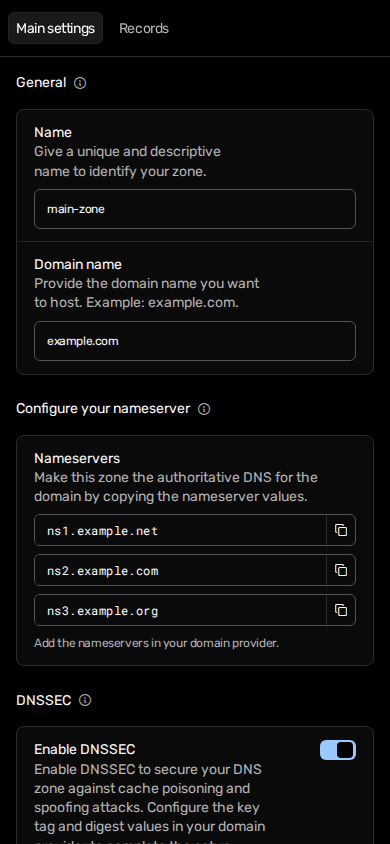 Main settings Records
General
Name
Give a unique and descriptive
name to identify your zone.
main-zone
Domain name
Provide the domain name you want
to host. Example: example.com.
example.com
Configure your nameserver
Nameservers
Make this zone the authoritative DNS for the
domain by copying the nameserver values.
ns1.example.net
ns2.example.com
ns3.example.org
Add the nameservers in your domain provider.
DNSSEC
Enable DNSSEC
Enable DNSSEC to secure your DNS
zone against cache poisoning and
spoofing attacks. Configure the key
tag and digest values in your domain